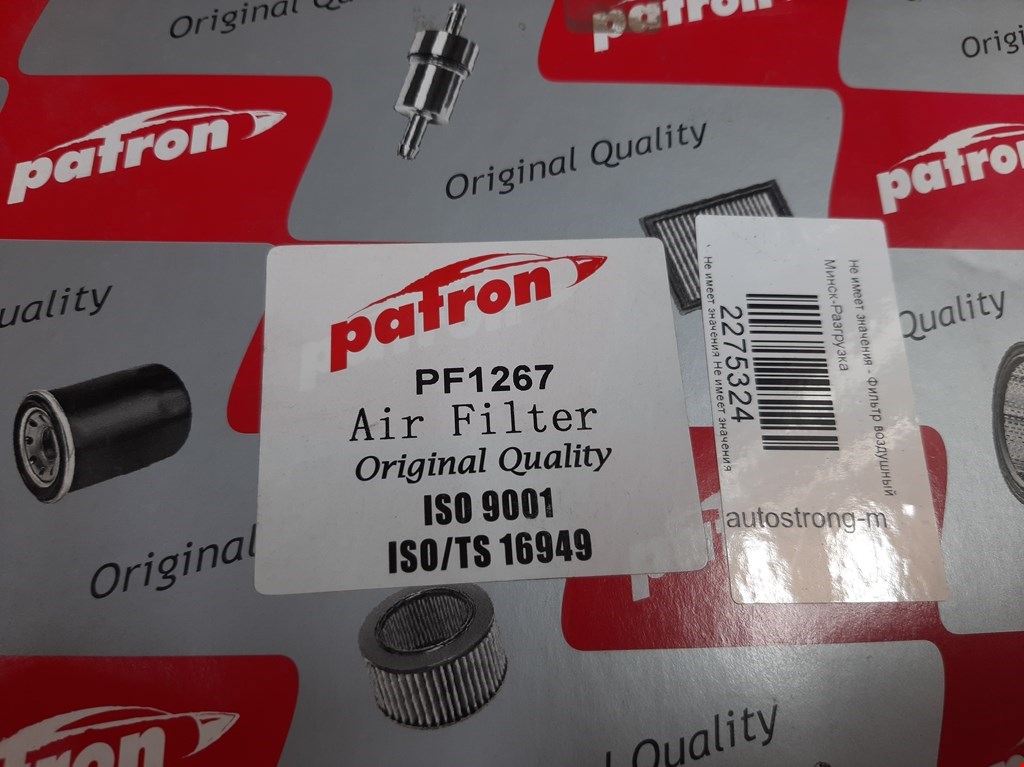 Original Qu
patron
Origi
patron
Original Quality
patron
uality
patron
PF1267
Air Filter
Original Quality
ISO 9001
ISO/TS 16949
Не имеет значения - Фильтр воздушный
Минск-Разгрузка
2275324
Не имеет значения Не имеет значения
autostrong-m
Quality
Original
patron
l Quality